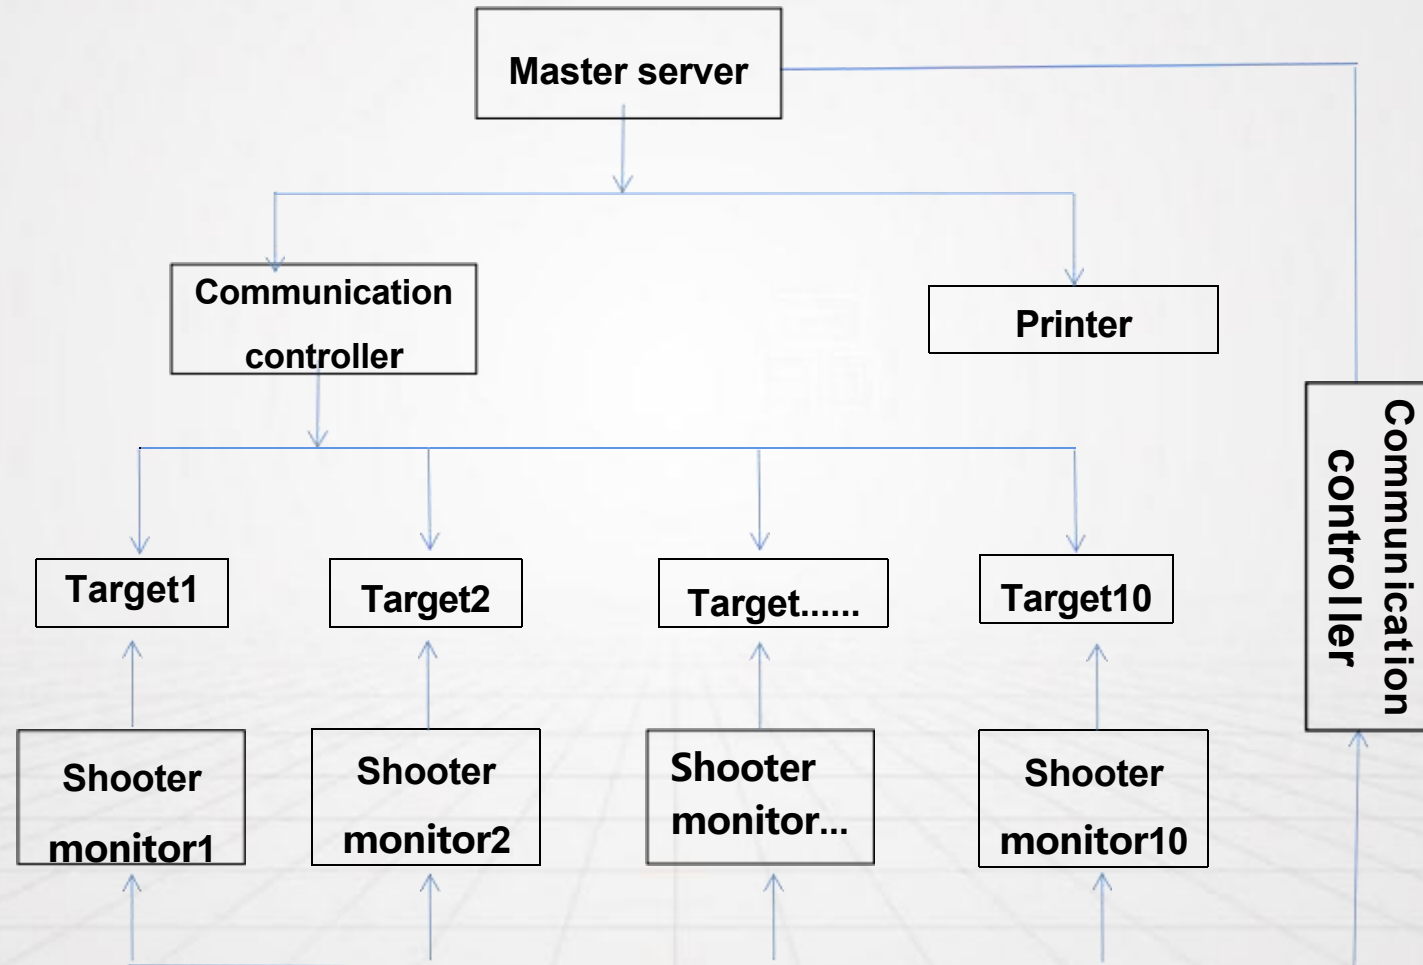 Master server
Communication
controller
Printer
Communication
controller
Target1
Target2
Target......
Target10
Shooter
monitor1
Shooter
monitor2
Shooter
monitor...
Shooter
monitor10